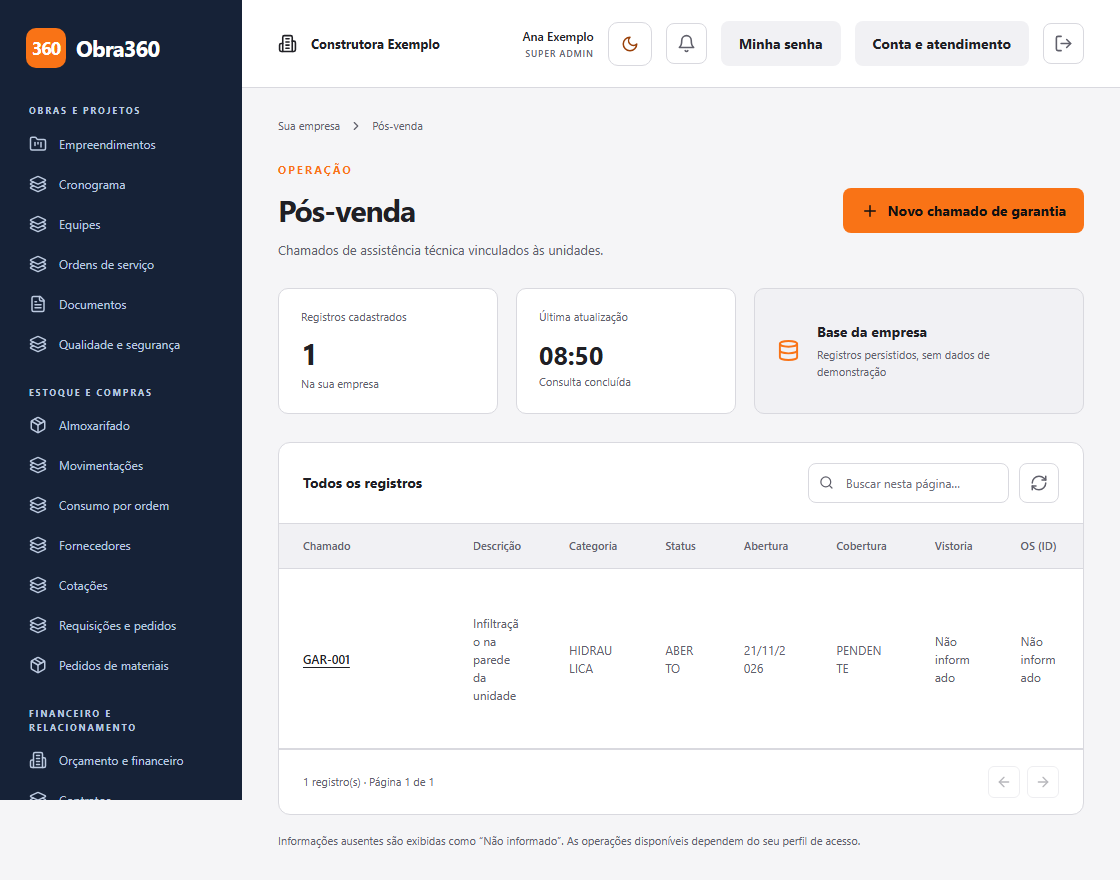 360 Obra360
OBRAS E PROJETOS
Empreendimentos
Cronograma
Equipes
Ordens de serviço
Documentos
Qualidade e segurança
ESTOQUE E COMPRAS
Almoxarifado
Movimentações
Consumo por ordem
Fornecedores
Cotações
Requisições e pedidos
Pedidos de materiais
FINANCEIRO E
RELACIONAMENTO
Orçamento e financeiro
Contratos
Construtora Exemplo
Ana Exemplo
SUPER ADMIN
Minha senha
Conta e atendimento
Sua empresa > Pós-venda
OPERAÇÃO
Pós-venda
Chamados de assistência técnica vinculados às unidades.
+ Novo chamado de garantia
Registros cadastrados
1
Na sua empresa
Última atualização
08:50
Consulta concluída
Base da empresa
Registros persistidos, sem dados de
demonstração
Todos os registros
Buscar nesta página...
Chamado Descrição Categoria Status Abertura Cobertura Vistoria OS (ID)
GAR-001
Infiltraçã
o na
parede
da
unidade
HIDRAU
LICA
ABER
TO
21/11/2
026
PENDEN
TE
Não
inform
ado
Não
inform
ado
1 registro(s) · Página 1 de 1
Informações ausentes são exibidas como “Não informado”. As operações disponíveis dependem do seu perfil de acesso.